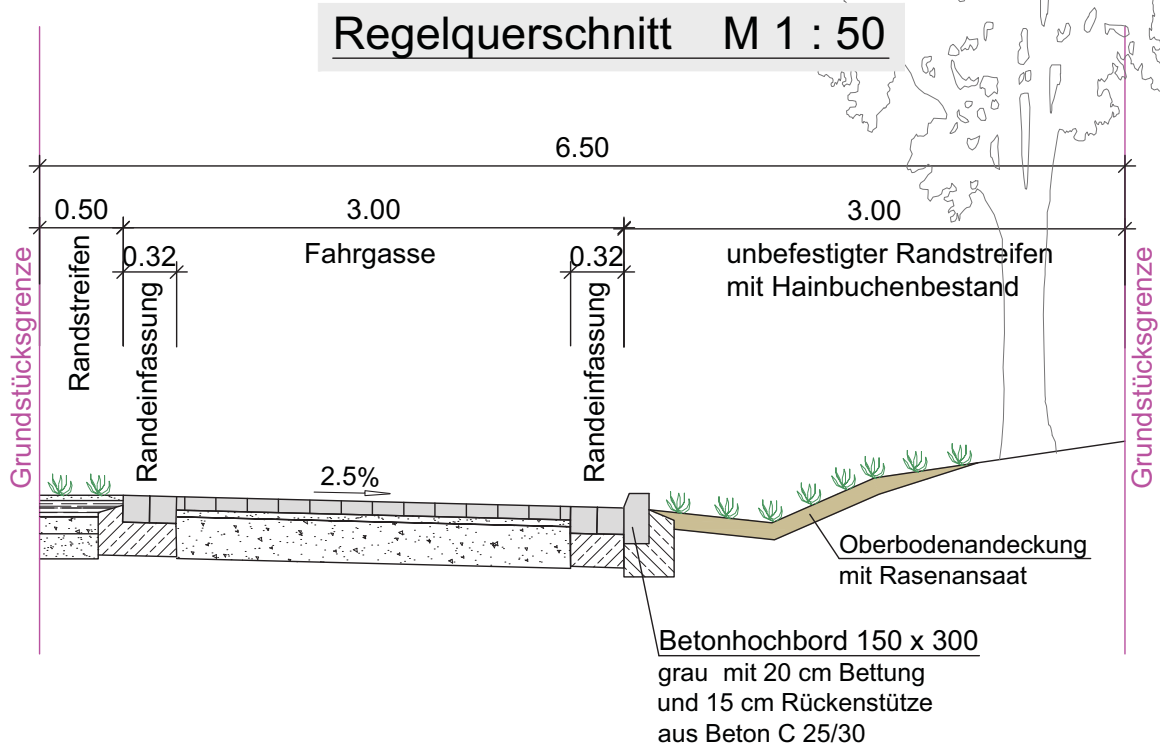 Regelquerschnitt M 1 : 50
6.50
0.50
3.00
3.00
Grundstücksgrenze
Randstreifen
0.32
Randeinfassung
Fahrgasse
0.32
Randeinfassung
unbefestigter Randstreifen
mit Hainbuchenbestand
Grundstücksgrenze
2.5%
Oberbodenandeckung
mit Rasenansaat
Betonhochbord 150 x 300
grau mit 20 cm Bettung
und 15 cm Rückenstütze
aus Beton C 25/30